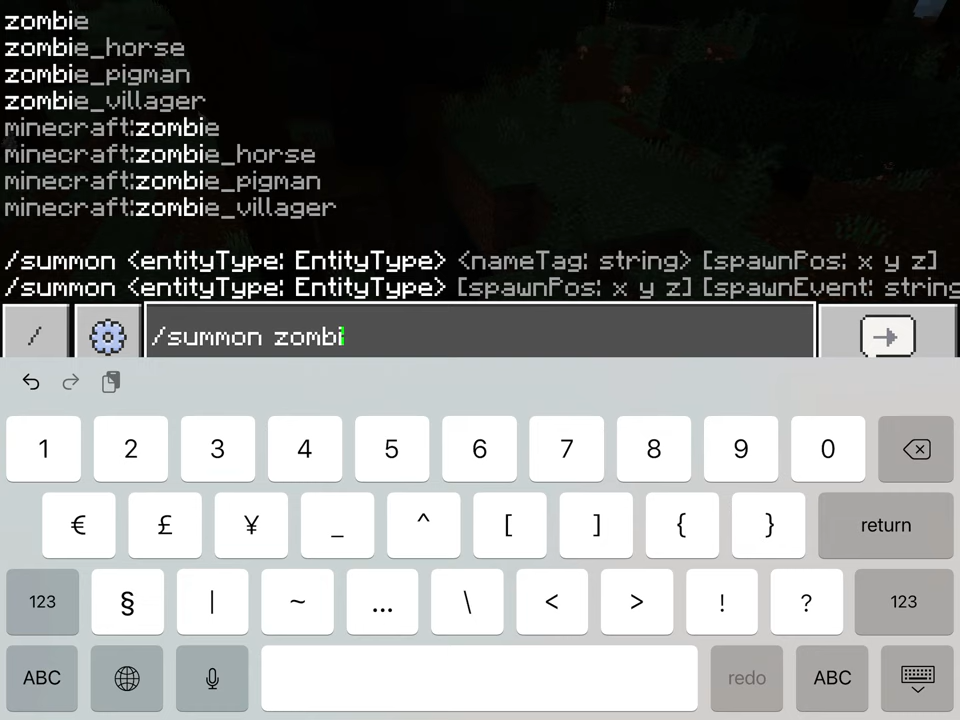 zombie
zombie_horse
zombie_pigman
zombie_villager
minecraft:zombie
minecraft:zombie_horse
minecraft:zombie_pigman
minecraft:zombie_villager
/summon <entityType: EntityType> <nameTag: string> [spawnPos: x y z]
/summon <entityType: EntityType> [spawnPos: x y z] [spawnEvent: string
/ /summon zombi
1 2 3 4 5 6 7 8 9 0
€ £ ¥ _ ^ [ ] { } return
123 § | ~ ... \ < > ! ? 123
ABC redo ABC